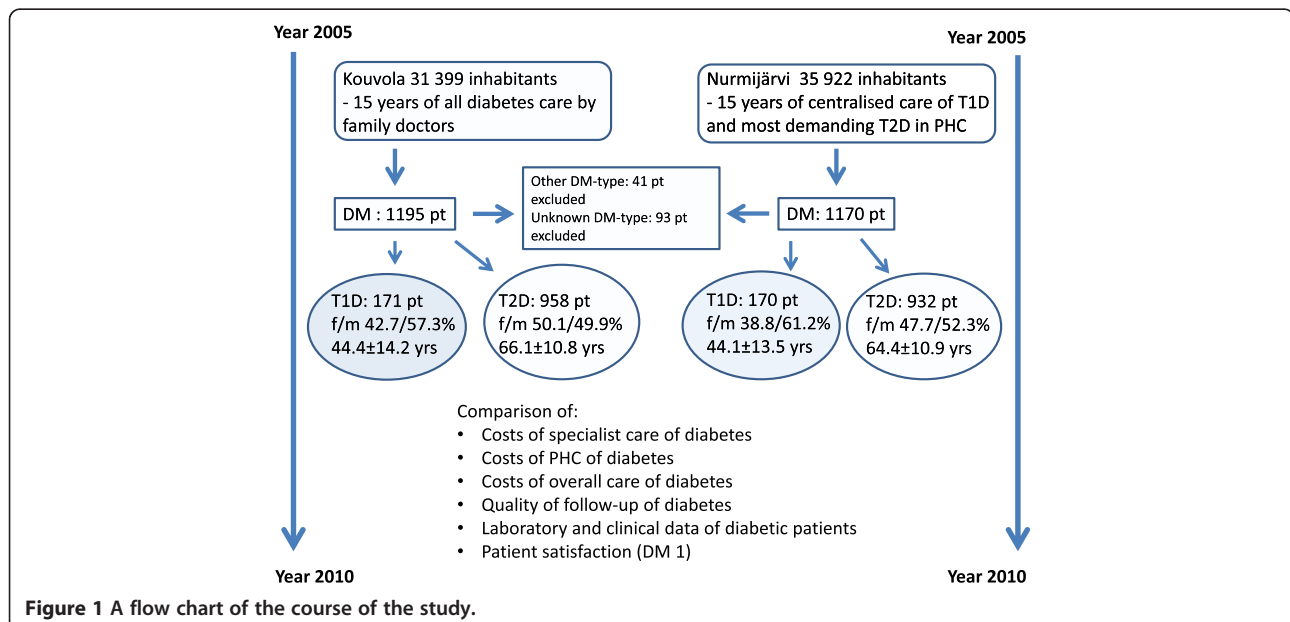 Year 2005
Year 2005
Kouvola 31 399 inhabitants
- 15 years of all diabetes care by
family doctors
Nurmijärvi 35 922 inhabitants
- 15 years of centralised care of T1D
and most demanding T2D in PHC
DM : 1195 pt
Other DM-type: 41 pt
excluded
Unknown DM-type: 93 pt
excluded
DM: 1170 pt
T1D: 171 pt
f/m 42.7/57.3%
44.4±14.2 yrs
T2D: 958 pt
f/m 50.1/49.9%
66.1±10.8 yrs
T1D: 170 pt
f/m 38.8/61.2%
44.1±13.5 yrs
T2D: 932 pt
f/m 47.7/52.3%
64.4±10.9 yrs
Comparison of:
• Costs of specialist care of diabetes
• Costs of PHC of diabetes
• Costs of overall care of diabetes
• Quality of follow-up of diabetes
• Laboratory and clinical data of diabetic patients
• Patient satisfaction (DM 1)
Year 2010
Year 2010
Figure 1 A flow chart of the course of the study.